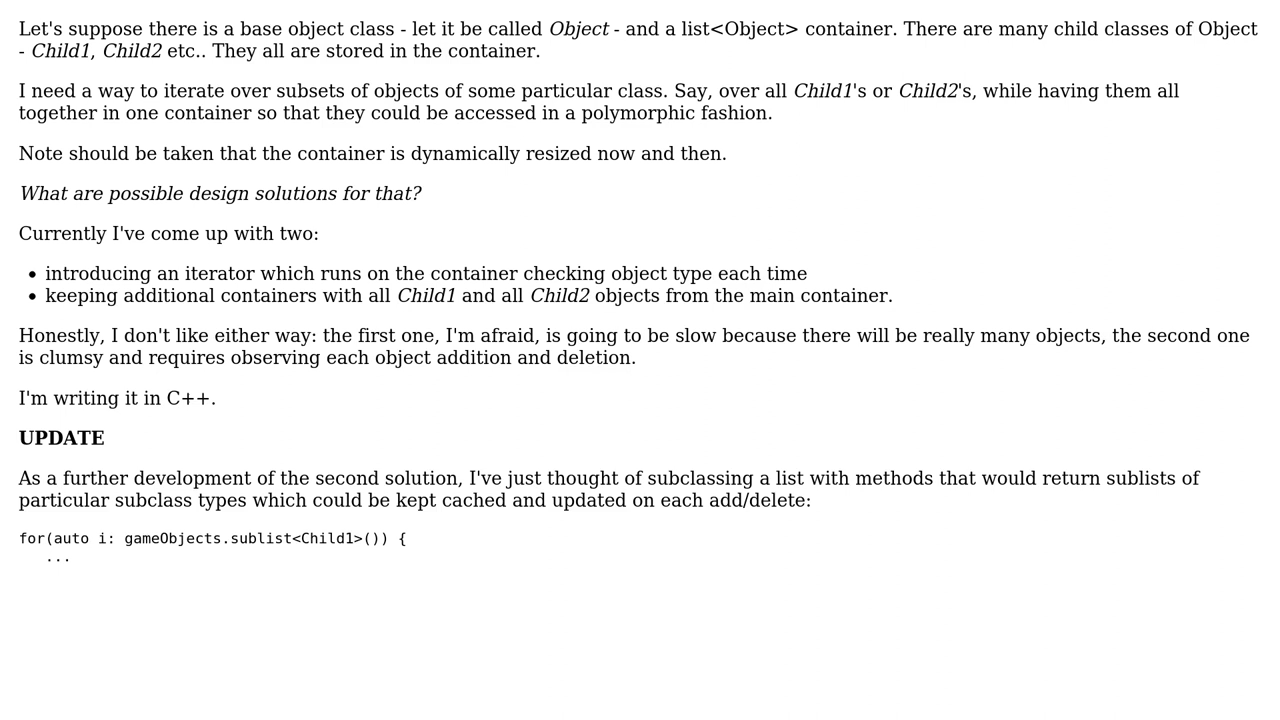 Let's suppose there is a base object class - let it be called Object - and a list<Object> container. There are many child classes of Object
- Child1, Child2 etc.. They all are stored in the container.
I need a way to iterate over subsets of objects of some particular class. Say, over all Child1's or Child2's, while having them all
together in one container so that they could be accessed in a polymorphic fashion.
Note should be taken that the container is dynamically resized now and then.
What are possible design solutions for that?
Currently I've come up with two:
• introducing an iterator which runs on the container checking object type each time
• keeping additional containers with all Child1 and all Child2 objects from the main container.
Honestly, I don't like either way: the first one, I'm afraid, is going to be slow because there will be really many objects, the second one
is clumsy and requires observing each object addition and deletion.
I'm writing it in C++.
UPDATE
As a further development of the second solution, I've just thought of subclassing a list with methods that would return sublists of
particular subclass types which could be kept cached and updated on each add/delete:
for(auto i: gameObjects.sublist<Child1>()) {
   ...